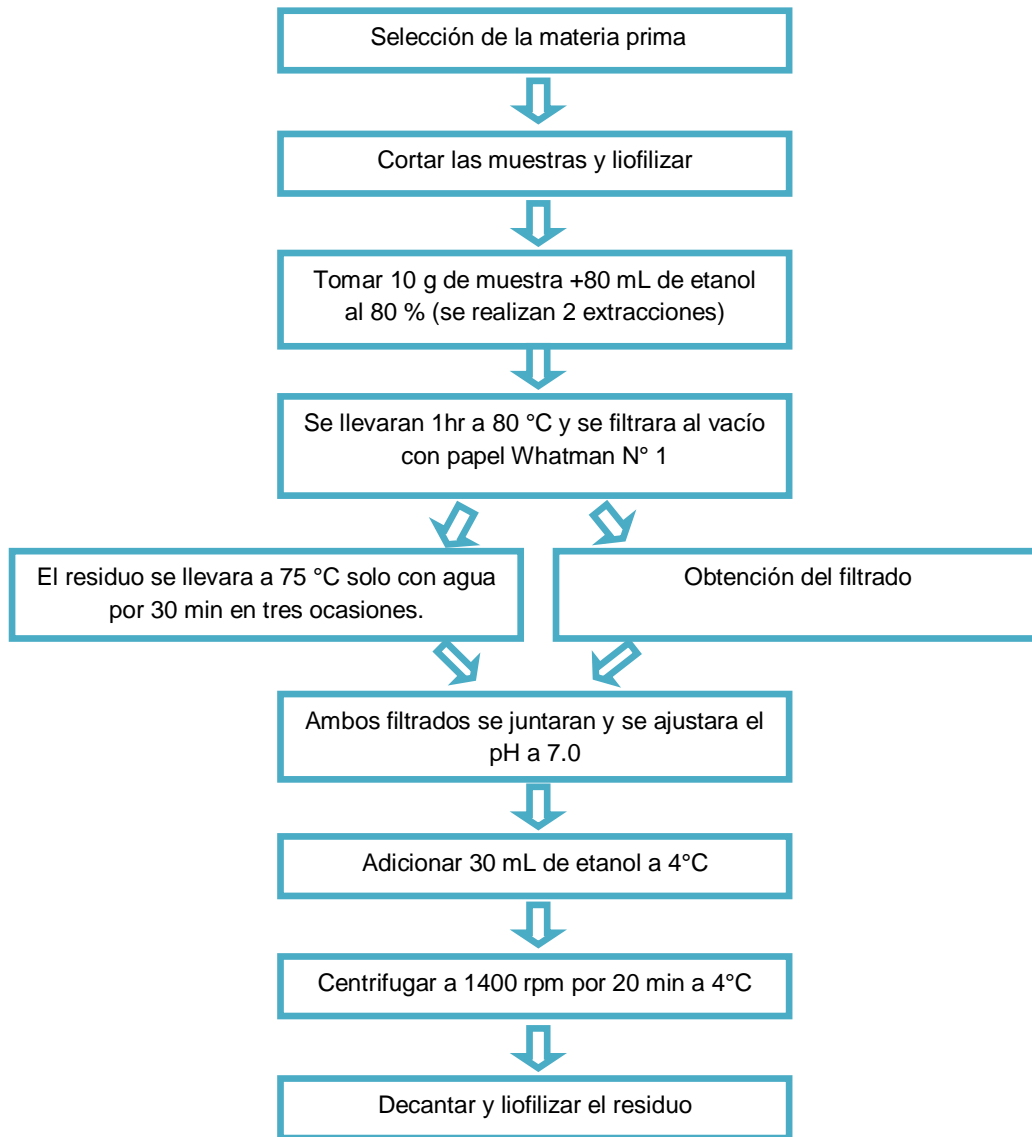 Selección de la materia prima
Cortar las muestras y liofilizar
Tomar 10 g de muestra +80 mL de etanol
al 80 % (se realizan 2 extracciones)
Se llevaran 1hr a 80 °C y se filtrara al vacío
con papel Whatman N° 1
El residuo se llevara a 75 °C solo con agua
por 30 min en tres ocasiones.
Obtención del filtrado
Ambos filtrados se juntaran y se ajustara el
pH a 7.0
Adicionar 30 mL de etanol a 4°C
Centrifugar a 1400 rpm por 20 min a 4°C
Decantar y liofilizar el residuo